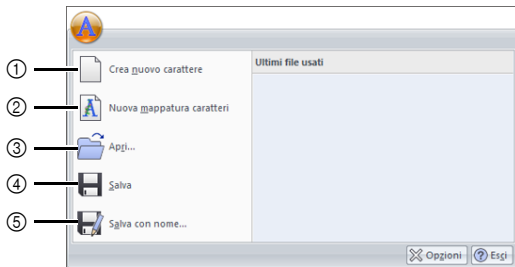 Ultimi file usati
① Crea nuovo carattere
② Nuova mappatura caratteri
③ Apri...
④ Salva
⑤ Salva con nome...
Opzioni
Esci